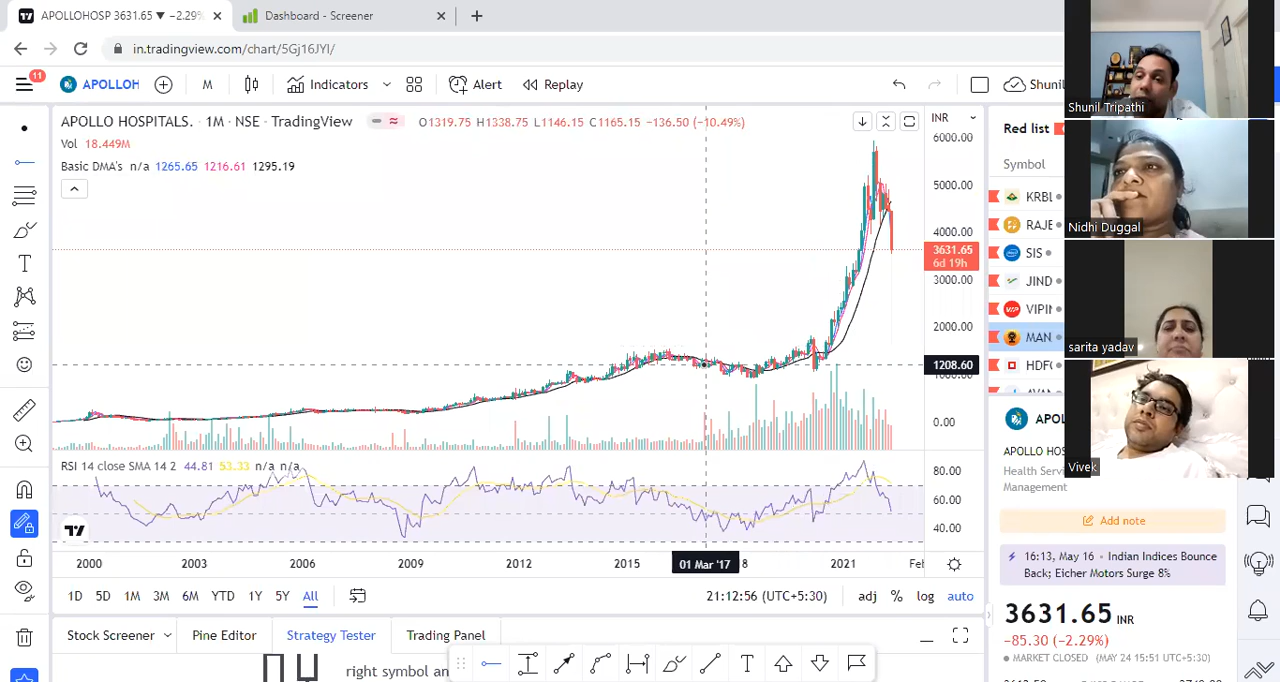 APOLLOHOSP 3631.65 ▼ −2.29%
Dashboard - Screener
in.tradingview.com/chart/5Gj16JYI/
11
APOLLOH
M
Indicators
Alert
Replay
Shunil
Shunil Tripathi
APOLLO HOSPITALS. · 1M · NSE · TradingView
O1319.75 H1338.75 L1146.15 C1165.15 −136.50 (−10.49%)
INR
Vol 18.449M
Basic DMA's n/a 1265.65 1216.61 1295.19
6000.00
5000.00
4000.00
3631.65
6d 19h
3000.00
2000.00
1208.60
0.00
Red list
Symbol
KRBL
RAJE
SIS
JIND
VIPIN
MAN
HDFC
Nidhi Duggal
sarita yadav
Vivek
RSI 14 close SMA 14 2 44.81 53.33 n/a n/a
80.00
60.00
40.00
2000
2003
2006
2009
2012
2015
01 Mar '17
8
2021
Fel
1D 5D 1M 3M 6M YTD 1Y 5Y All
21:12:56 (UTC+5:30)
adj % log auto
Stock Screener
Pine Editor
Strategy Tester
Trading Panel
right symbol an
APOL
APOLLO HOS
Health Servi
Management
Add note
16:13, May 16 • Indian Indices Bounce
Back; Eicher Motors Surge 8%
3631.65 INR
−85.30 (−2.29%)
MARKET CLOSED (MAY 24 15:51 UTC+5:30)